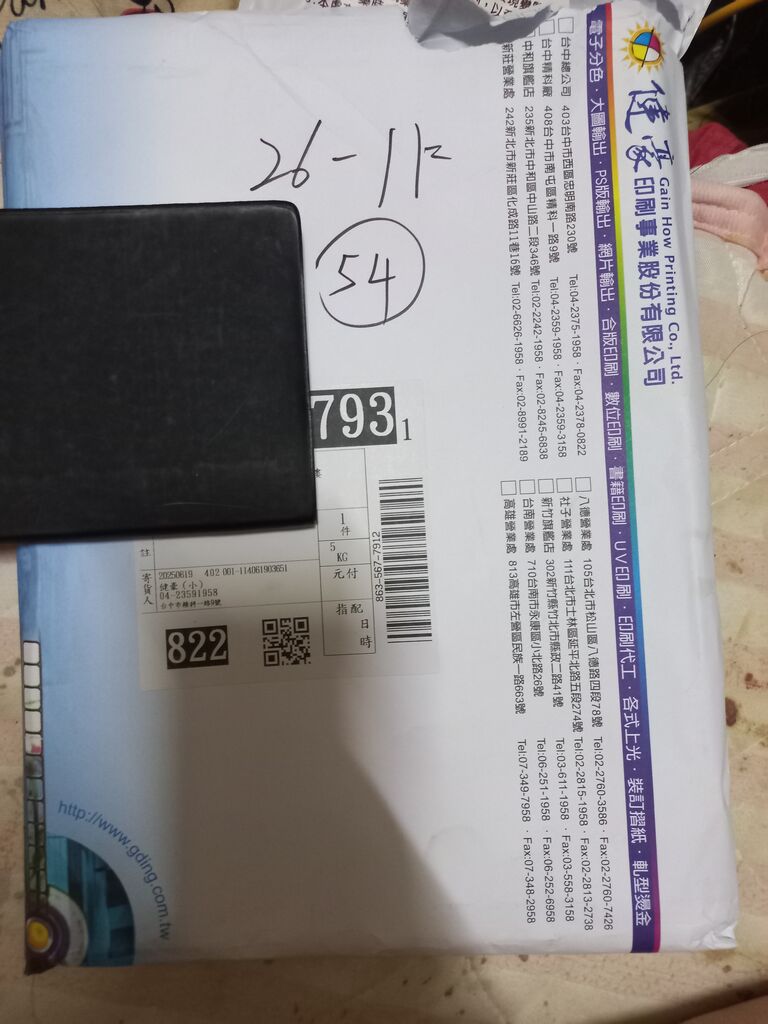 健豪印刷事業股份有限公司
Gain How Printing Co., Ltd.
電子分色．大圖輸出．PS版輸出．網片輸出．合版印刷．數位印刷．書籍印刷．UV印刷．印刷代工．各式上光．裝訂摺紙．軋型燙金
台中總公司 403台中市西區忠明南路230號 Tel:04-2375-1958．Fax:04-2378-0822
台中精科廠 408台中市南屯區精科一路9號 Tel:04-2359-1958．Fax:04-2359-3158
中和旗艦店 235新北市中和區中山路二段346號 Tel:02-2242-1958．Fax:02-8245-6838
新莊營業處 242新北市新莊區化成路11巷16號 Tel:02-6626-1958．Fax:02-8991-2189
八德營業處 105台北市松山區八德路四段78號 Tel:02-2760-3586．Fax:02-2760-7426
社子營業處 111台北市士林區延平北路五段274號 Tel:02-2815-1958．Fax:02-2813-2738
新竹旗艦店 302新竹縣竹北市縣政二路41號 Tel:03-611-1958．Fax:03-558-3158
台南營業處 710台南市永康區小北路26號 Tel:06-251-1958．Fax:06-252-6958
高雄營業處 813高雄市左營區民族一路663號 Tel:07-349-7958．Fax:07-348-2958
26-1
54
793 1
1
件
5
KG
元付
指配
日
時
註
寄貨人
20250619 402 001-114061903651
健豪(小)
04-23591958
台中市精科一路9號
822
http://www.gding.com.tw